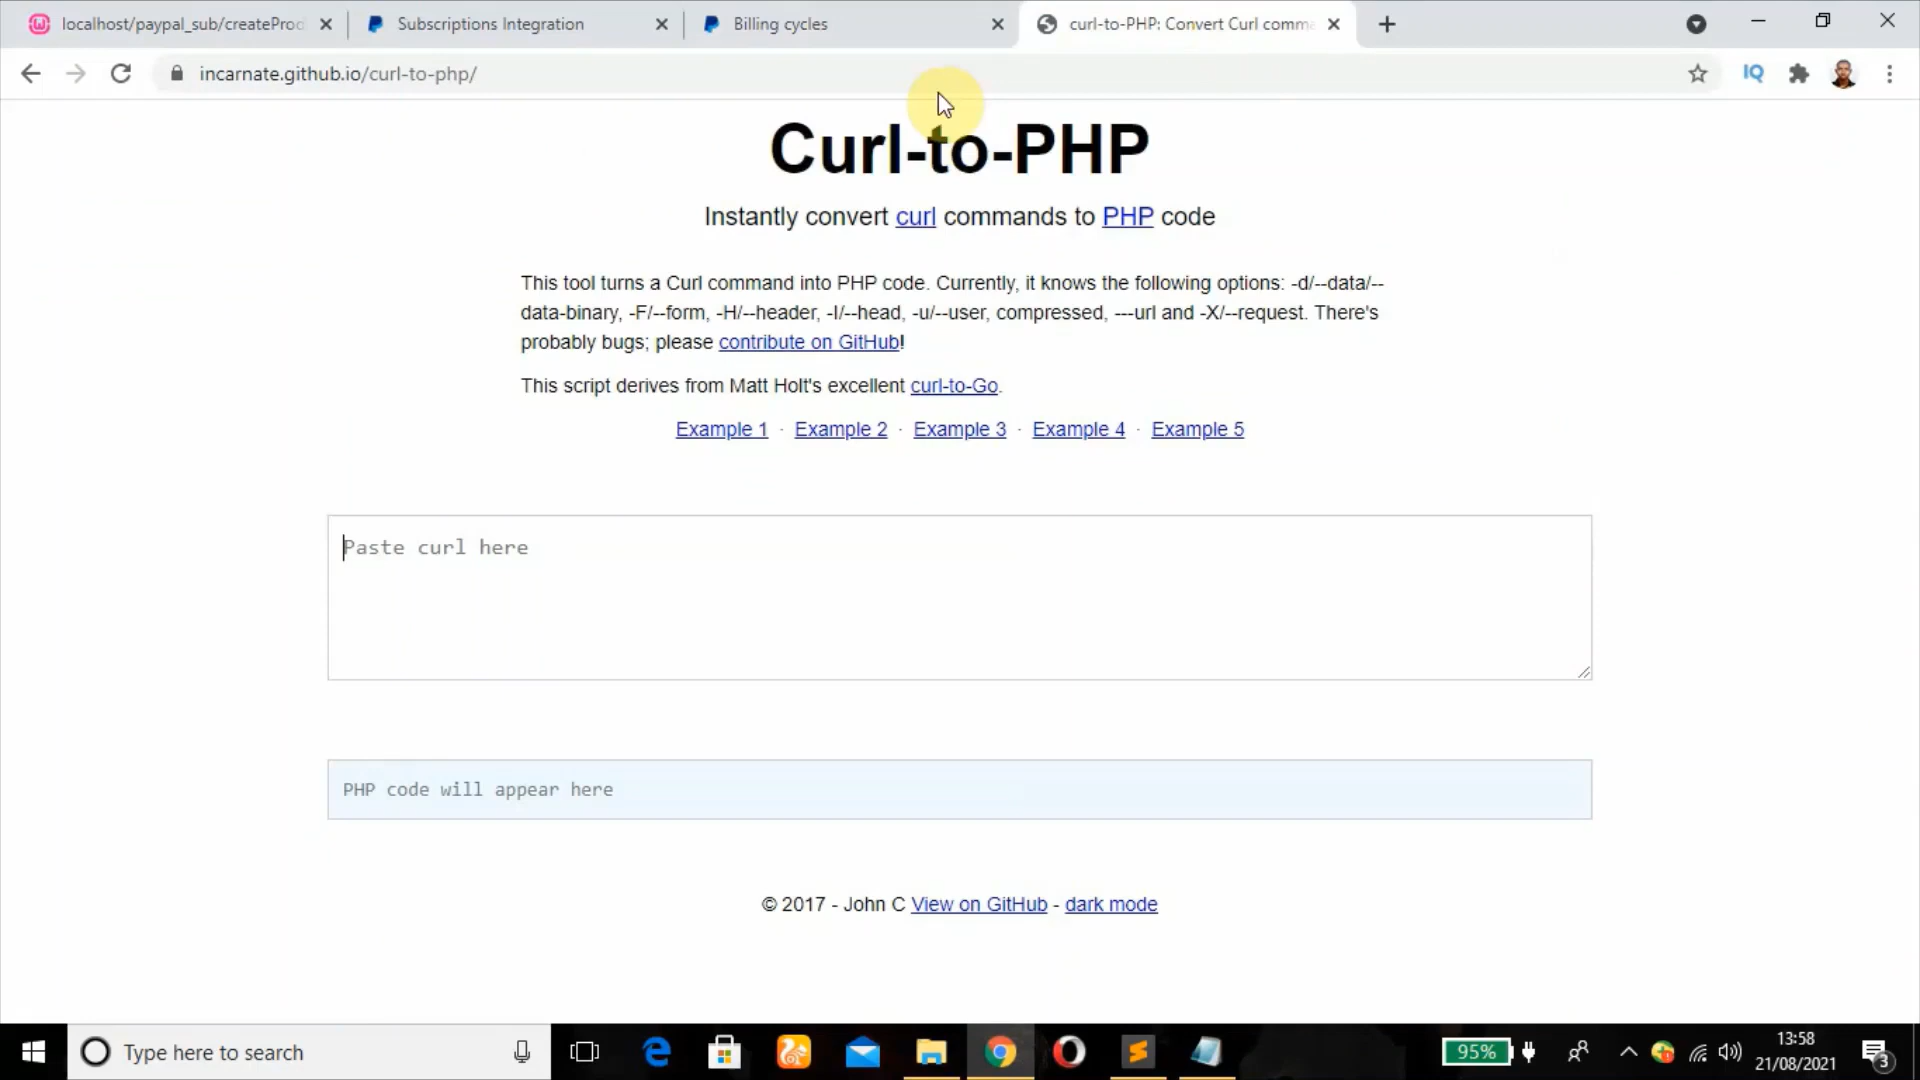 localhost/paypal_sub/createProd
Subscriptions Integration
Billing cycles
curl-to-PHP: Convert Curl comma
incarnate.github.io/curl-to-php/
IQ
Curl-to-PHP
Instantly convert curl commands to PHP code
This tool turns a Curl command into PHP code. Currently, it knows the following options: -d/--data/--
data-binary, -F/--form, -H/--header, -I/--head, -u/--user, compressed, ---url and -X/--request. There's
probably bugs; please contribute on GitHub!
This script derives from Matt Holt's excellent curl-to-Go.
Example 1 · Example 2 · Example 3 · Example 4 · Example 5
Paste curl here
PHP code will appear here
© 2017 - John C View on GitHub - dark mode
Type here to search
95%
13:58
21/08/2021
3